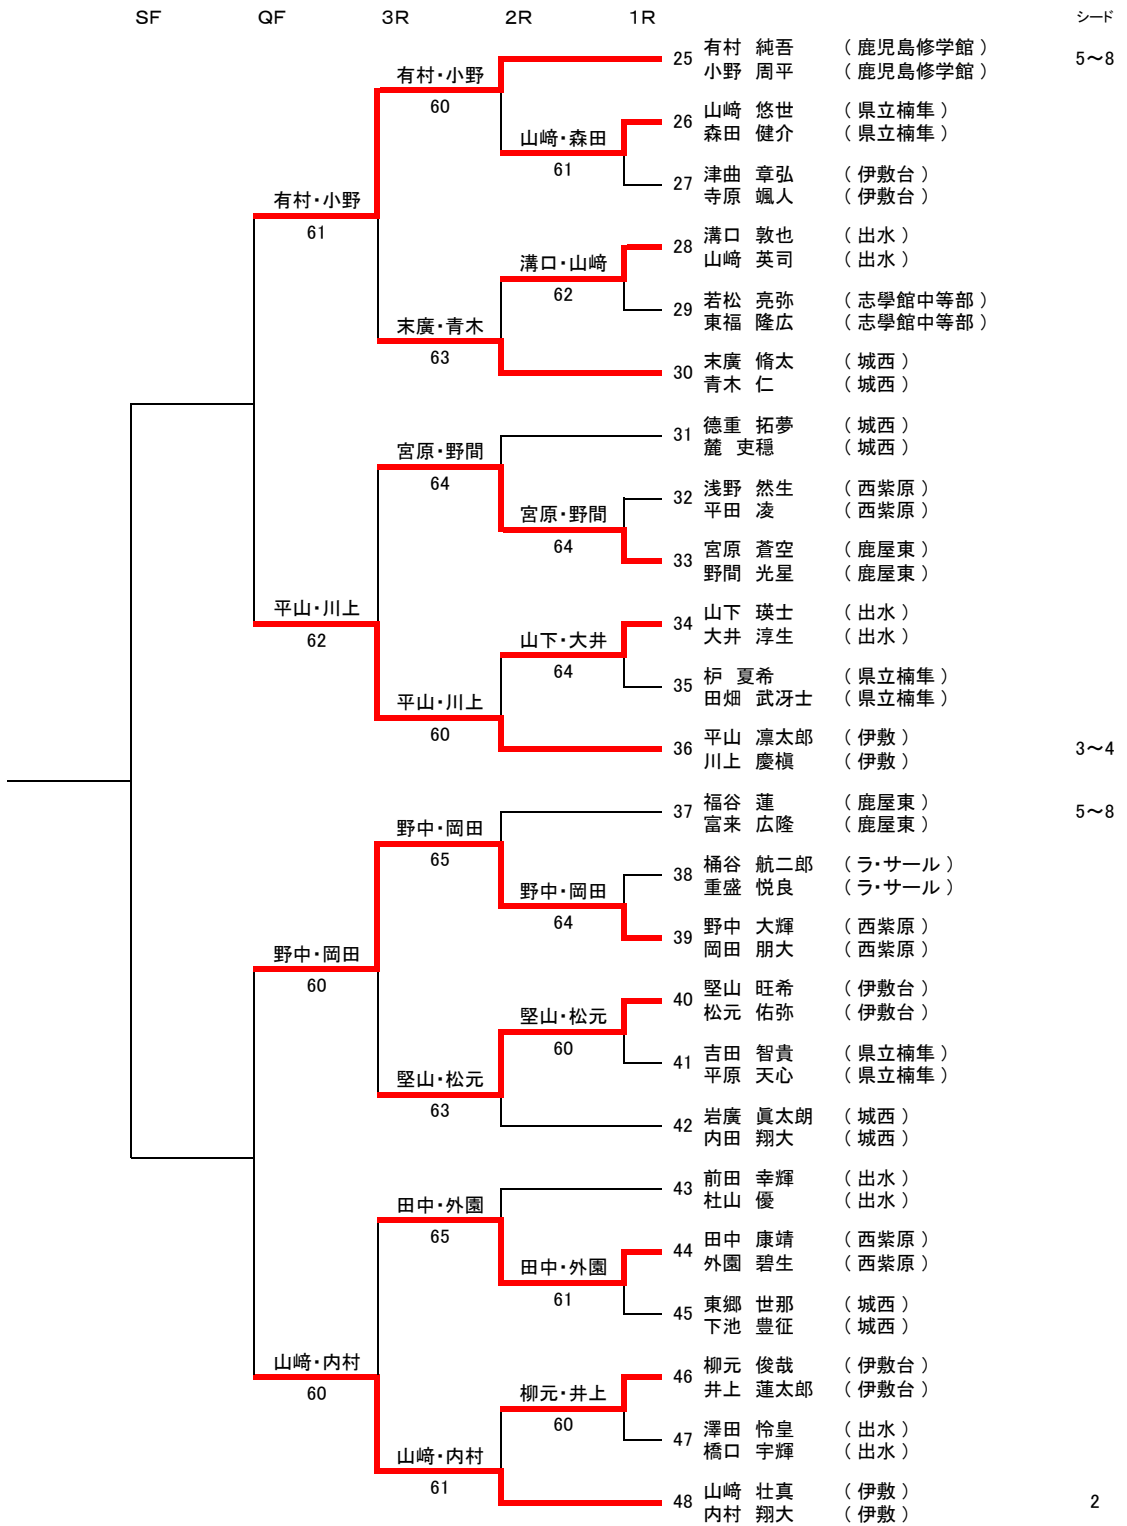 SF QF 3R 2R 1R シード
25 有村 純吾 （ 鹿児島修学館 ） 5～8
小野 周平 （ 鹿児島修学館 ）
有村・小野
60
26 山﨑 悠世 （ 県立楠隼 ）
森田 健介 （ 県立楠隼 ）
山﨑・森田
61
27 津曲 章弘 （ 伊敷台 ）
寺原 颯人 （ 伊敷台 ）
有村・小野
61
28 溝口 敦也 （ 出水 ）
山﨑 英司 （ 出水 ）
溝口・山﨑
62
29 若松 亮弥 （ 志學館中等部 ）
東福 隆広 （ 志學館中等部 ）
末廣・青木
63
30 末廣 脩太 （ 城西 ）
青木 仁 （ 城西 ）
31 德重 拓夢 （ 城西 ）
麓 吏穏 （ 城西 ）
宮原・野間
64
32 浅野 然生 （ 西紫原 ）
平田 凌 （ 西紫原 ）
宮原・野間
64
33 宮原 蒼空 （ 鹿屋東 ）
野間 光星 （ 鹿屋東 ）
平山・川上
62
34 山下 瑛士 （ 出水 ）
大井 淳生 （ 出水 ）
山下・大井
64
35 枦 夏希 （ 県立楠隼 ）
田畑 武冴士 （ 県立楠隼 ）
平山・川上
60
36 平山 凛太郎 （ 伊敷 ） 3～4
川上 慶槇 （ 伊敷 ）
37 福谷 蓮 （ 鹿屋東 ） 5～8
富来 広隆 （ 鹿屋東 ）
野中・岡田
65
38 桶谷 航二郎 （ ラ・サール ）
重盛 悦良 （ ラ・サール ）
野中・岡田
64
39 野中 大輝 （ 西紫原 ）
岡田 朋大 （ 西紫原 ）
野中・岡田
60
40 堅山 旺希 （ 伊敷台 ）
松元 佑弥 （ 伊敷台 ）
堅山・松元
60
41 吉田 智貴 （ 県立楠隼 ）
平原 天心 （ 県立楠隼 ）
堅山・松元
63
42 岩廣 眞太朗 （ 城西 ）
内田 翔大 （ 城西 ）
43 前田 幸輝 （ 出水 ）
杜山 優 （ 出水 ）
田中・外園
65
44 田中 康靖 （ 西紫原 ）
外園 碧生 （ 西紫原 ）
田中・外園
61
45 東郷 世那 （ 城西 ）
下池 豊征 （ 城西 ）
山﨑・内村
60
46 柳元 俊哉 （ 伊敷台 ）
井上 蓮太郎 （ 伊敷台 ）
柳元・井上
60
47 澤田 怜皇 （ 出水 ）
橋口 宇輝 （ 出水 ）
山﨑・内村
61
48 山﨑 壮真 （ 伊敷 ） 2
内村 翔大 （ 伊敷 ）